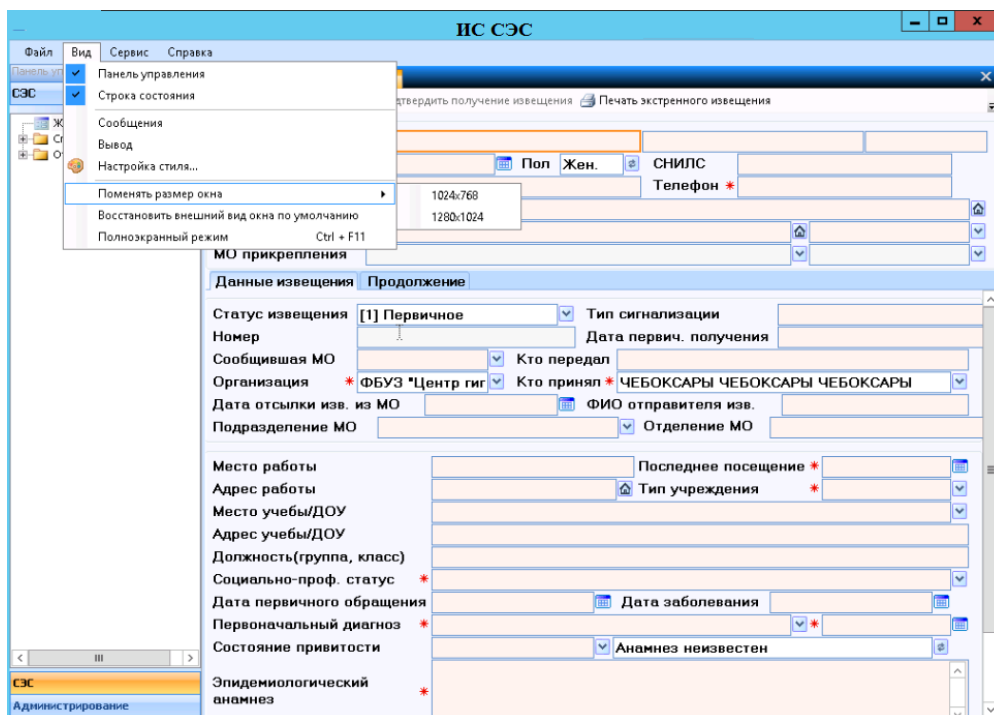 ИС СЭС
Файл Вид Сервис Справка
Панель уп
Панель управления
СЭС
Строка состояния
дтвердить получение извещения Печать экстренного извещения
Сообщения
Вывод
Настройка стиля...
Пол Жен. СНИЛС
Телефон *
Поменять размер окна
1024x768
1280x1024
Восстановить внешний вид окна по умолчанию
Полноэкранный режим Ctrl + F11
МО прикрепления
Данные извещения Продолжение
Статус извещения [1] Первичное Тип сигнализации
Номер Дата первич. получения
Сообщившая МО Кто передал
Организация * ФБУЗ "Центр гиг Кто принял * ЧЕБОКСАРЫ ЧЕБОКСАРЫ ЧЕБОКСАРЫ
Дата отсылки изв. из МО ФИО отправителя изв.
Подразделение МО Отделение МО
Место работы Последнее посещение *
Адрес работы Тип учреждения *
Место учебы/ДОУ
Адрес учебы/ДОУ
Должность(группа, класс)
Социально-проф. статус *
Дата первичного обращения Дата заболевания
Первоначальный диагноз * *
Состояние привитости Анамнез неизвестен
Эпидемиологический
анамнез *
СЭС
Администрирование